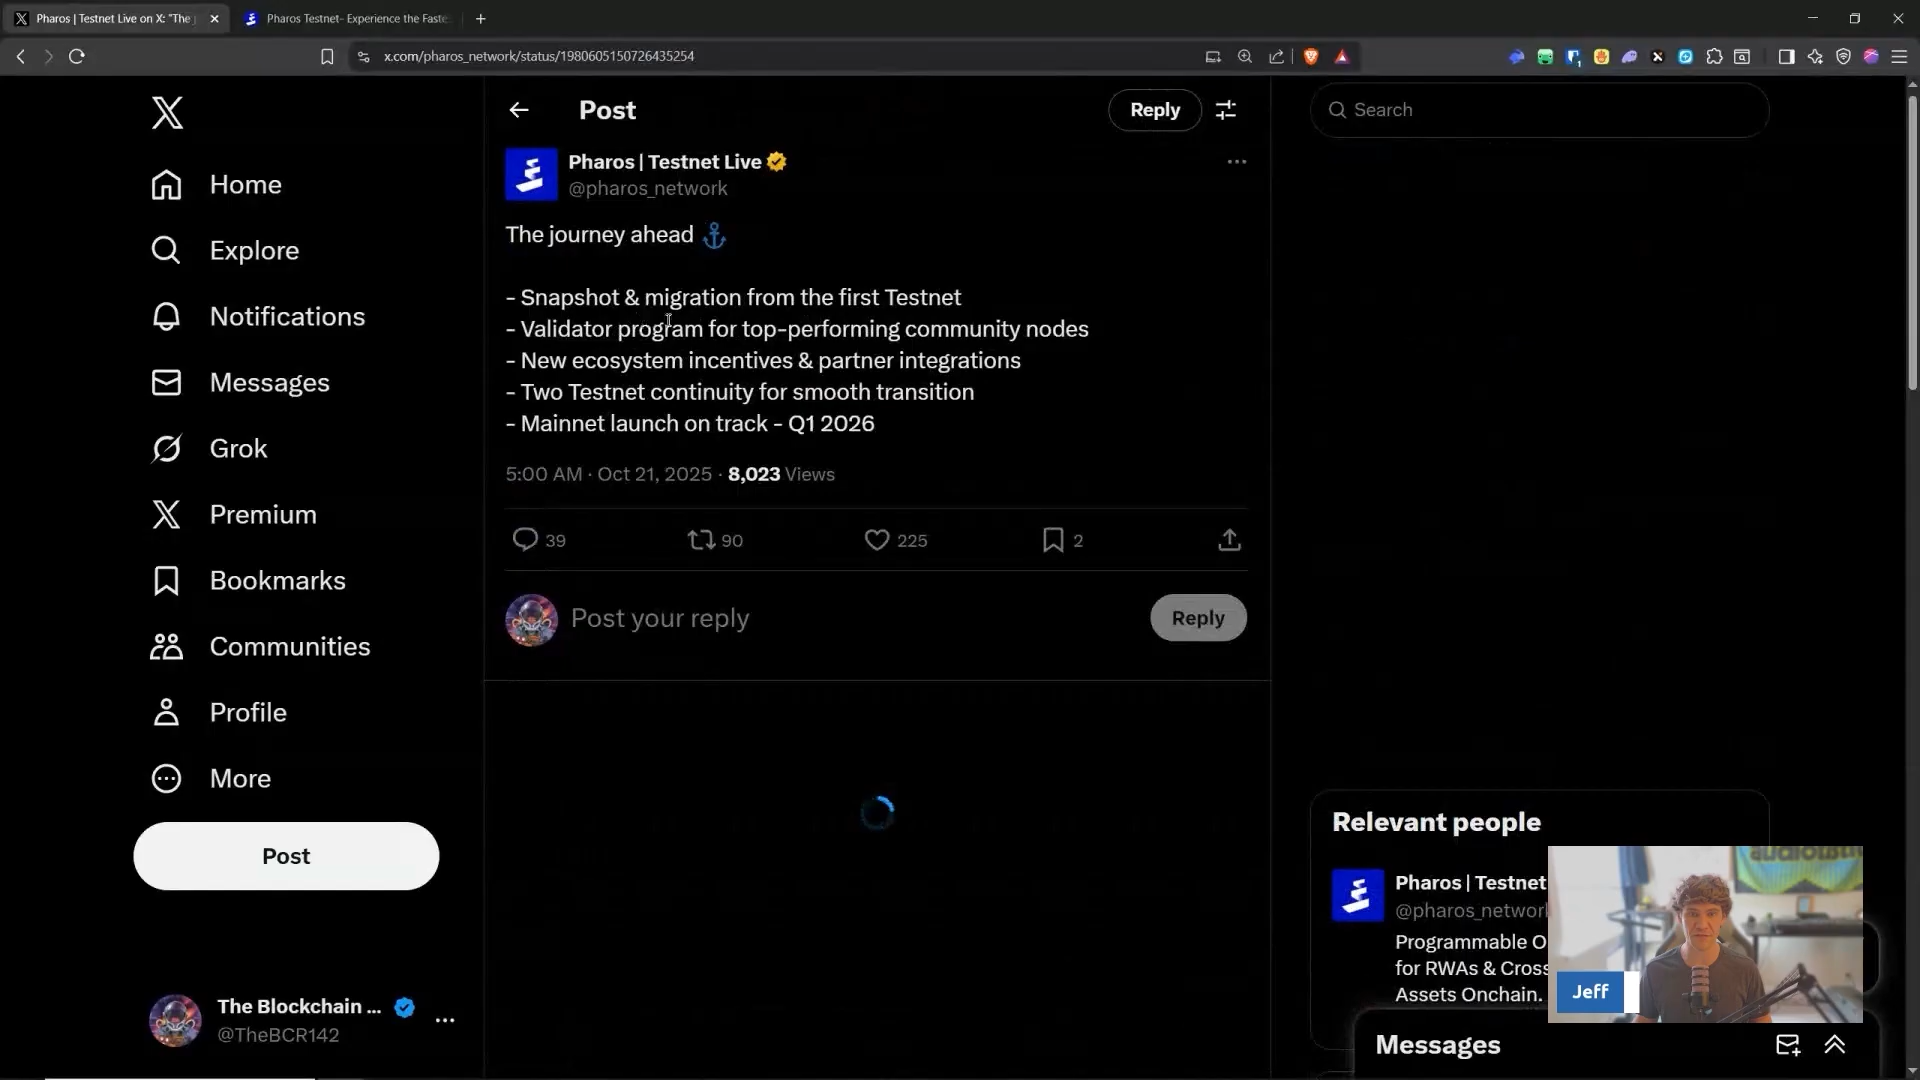 Pharos | Testnet Live on X: "The j
Pharos Testnet- Experience the Faste
x.com/pharos_network/status/1980605150726435254
Home
Explore
Notifications
Messages
Grok
Premium
Bookmarks
Communities
Profile
More
Post
The Blockchain ...
@TheBCR142
Post
Reply
Pharos | Testnet Live
@pharos_network
The journey ahead
- Snapshot & migration from the first Testnet
- Validator program for top-performing community nodes
- New ecosystem incentives & partner integrations
- Two Testnet continuity for smooth transition
- Mainnet launch on track - Q1 2026
5:00 AM · Oct 21, 2025 · 8,023 Views
39 90 225 2
Post your reply
Reply
Search
Relevant people
Pharos | Testnet
@pharos_networ
Programmable O
for RWAs & Cross
Assets Onchain.
Jeff
Messages